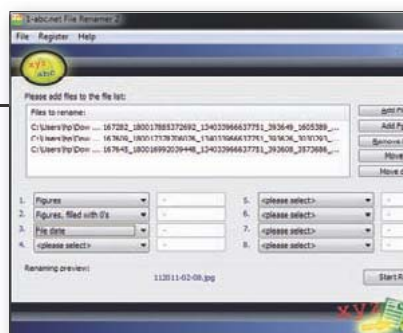 1-abc.net File Renamer 2
File Register Help
xyz
abc
Please add files to the file list:
Files to rename:
Add
C:\Users\hp\Dow ... 167282_180017885372692_134033966637751_393649_1605389_...
Add
C:\Users\hp\Dow ...
C:\Users\hp\Dow ... 167645_180016992039448_134033966637751_393608_3573686_...
Remove
Move
Move
1. Figures - 5. <please select> -
2. Figures, filled with 0's - 6. <please select> -
3. File date - 7. <please select> -
4. <please select> - 8. <please select> -
Renaming preview:
112011-02-08.jpg
Start
xyz